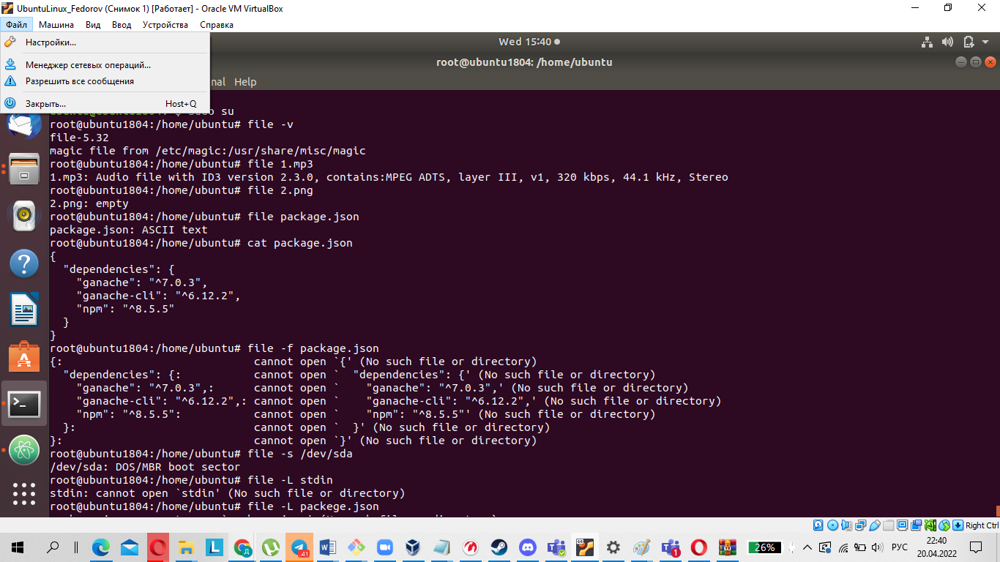 UbuntuLinux_Fedorov (Снимок 1) [Работает] - Oracle VM VirtualBox
Файл Машина Вид Ввод Устройства Справка
Настройки...
Менеджер сетевых операций...
Разрешить все сообщения
Закрыть... Host+Q
Wed 15:40
root@ubuntu1804: /home/ubuntu
nal Help
su
root@ubuntu1804:/home/ubuntu# file -v
file-5.32
magic file from /etc/magic:/usr/share/misc/magic
root@ubuntu1804:/home/ubuntu# file 1.mp3
1.mp3: Audio file with ID3 version 2.3.0, contains:MPEG ADTS, layer III, v1, 320 kbps, 44.1 kHz, Stereo
root@ubuntu1804:/home/ubuntu# file 2.png
2.png: empty
root@ubuntu1804:/home/ubuntu# file package.json
package.json: ASCII text
root@ubuntu1804:/home/ubuntu# cat package.json
{
  "dependencies": {
    "ganache": "^7.0.3",
    "ganache-cli": "^6.12.2",
    "npm": "^8.5.5"
  }
}
root@ubuntu1804:/home/ubuntu# file -f package.json
{:                             cannot open `{' (No such file or directory)
  "dependencies": {:           cannot open `  "dependencies": {' (No such file or directory)
    "ganache": "^7.0.3",:      cannot open `    "ganache": "^7.0.3",' (No such file or directory)
    "ganache-cli": "^6.12.2",: cannot open `    "ganache-cli": "^6.12.2",' (No such file or directory)
    "npm": "^8.5.5":           cannot open `    "npm": "^8.5.5"' (No such file or directory)
  }:                           cannot open `  }' (No such file or directory)
}:                             cannot open `}' (No such file or directory)
root@ubuntu1804:/home/ubuntu# file -s /dev/sda
/dev/sda: DOS/MBR boot sector
root@ubuntu1804:/home/ubuntu# file -L stdin
stdin: cannot open `stdin' (No such file or directory)
root@ubuntu1804:/home/ubuntu# file -L packege.json
Right Ctrl
26%
РУС
22:40
20.04.2022